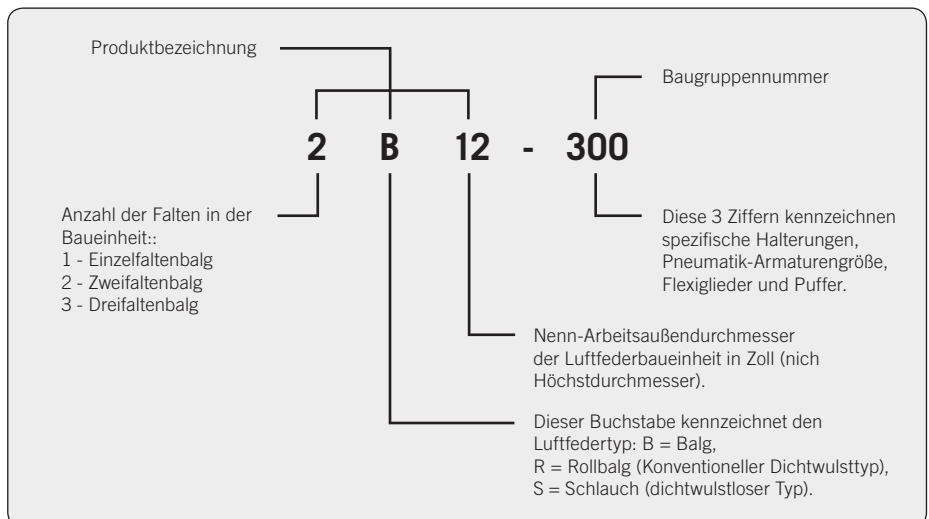 Produktbezeichnung
Baugruppennummer
2 B 12 - 300
Anzahl der Falten in der
Baueinheit::
1 - Einzelfaltenbalg
2 - Zweifaltenbalg
3 - Dreifaltenbalg
Diese 3 Ziffern kennzeichnen
spezifische Halterungen,
Pneumatik-Armaturengröße,
Flexiglieder und Puffer.
Nenn-Arbeitsaußendurchmesser
der Luftfederbaueinheit in Zoll (nich
Höchstdurchmesser).
Dieser Buchstabe kennzeichnet den
Luftfedertyp: B = Balg,
R = Rollbalg (Konventioneller Dichtwulsttyp),
S = Schlauch (dichtwulstloser Typ).